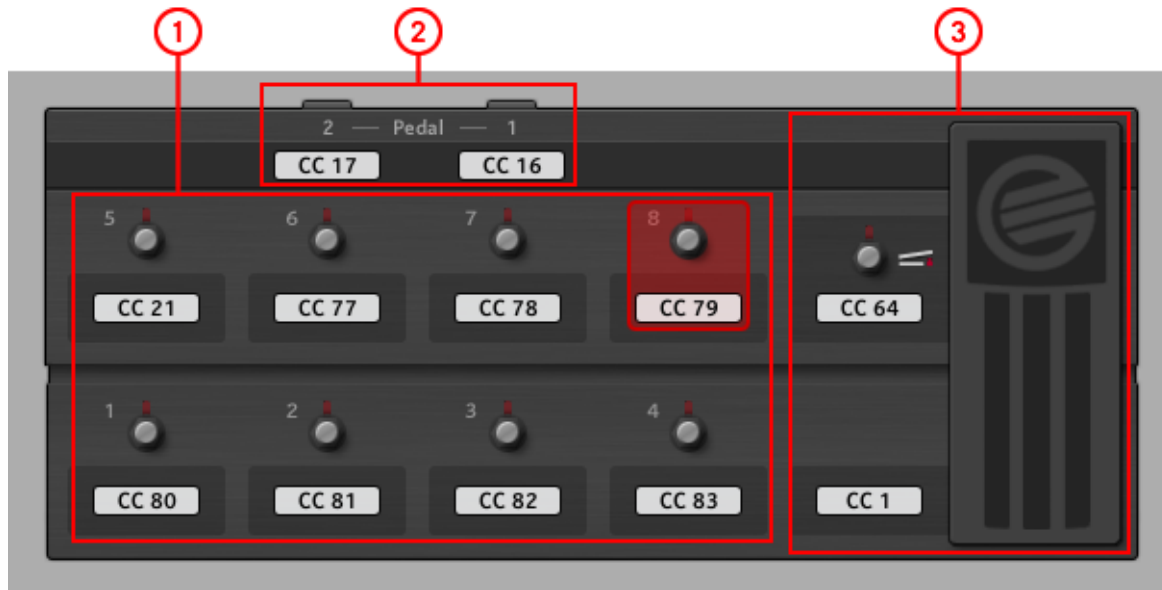 1 2 3
2 — Pedal — 1
CC 17 CC 16
5 6 7 8
CC 21 CC 77 CC 78 CC 79 CC 64
1 2 3 4
CC 80 CC 81 CC 82 CC 83 CC 1